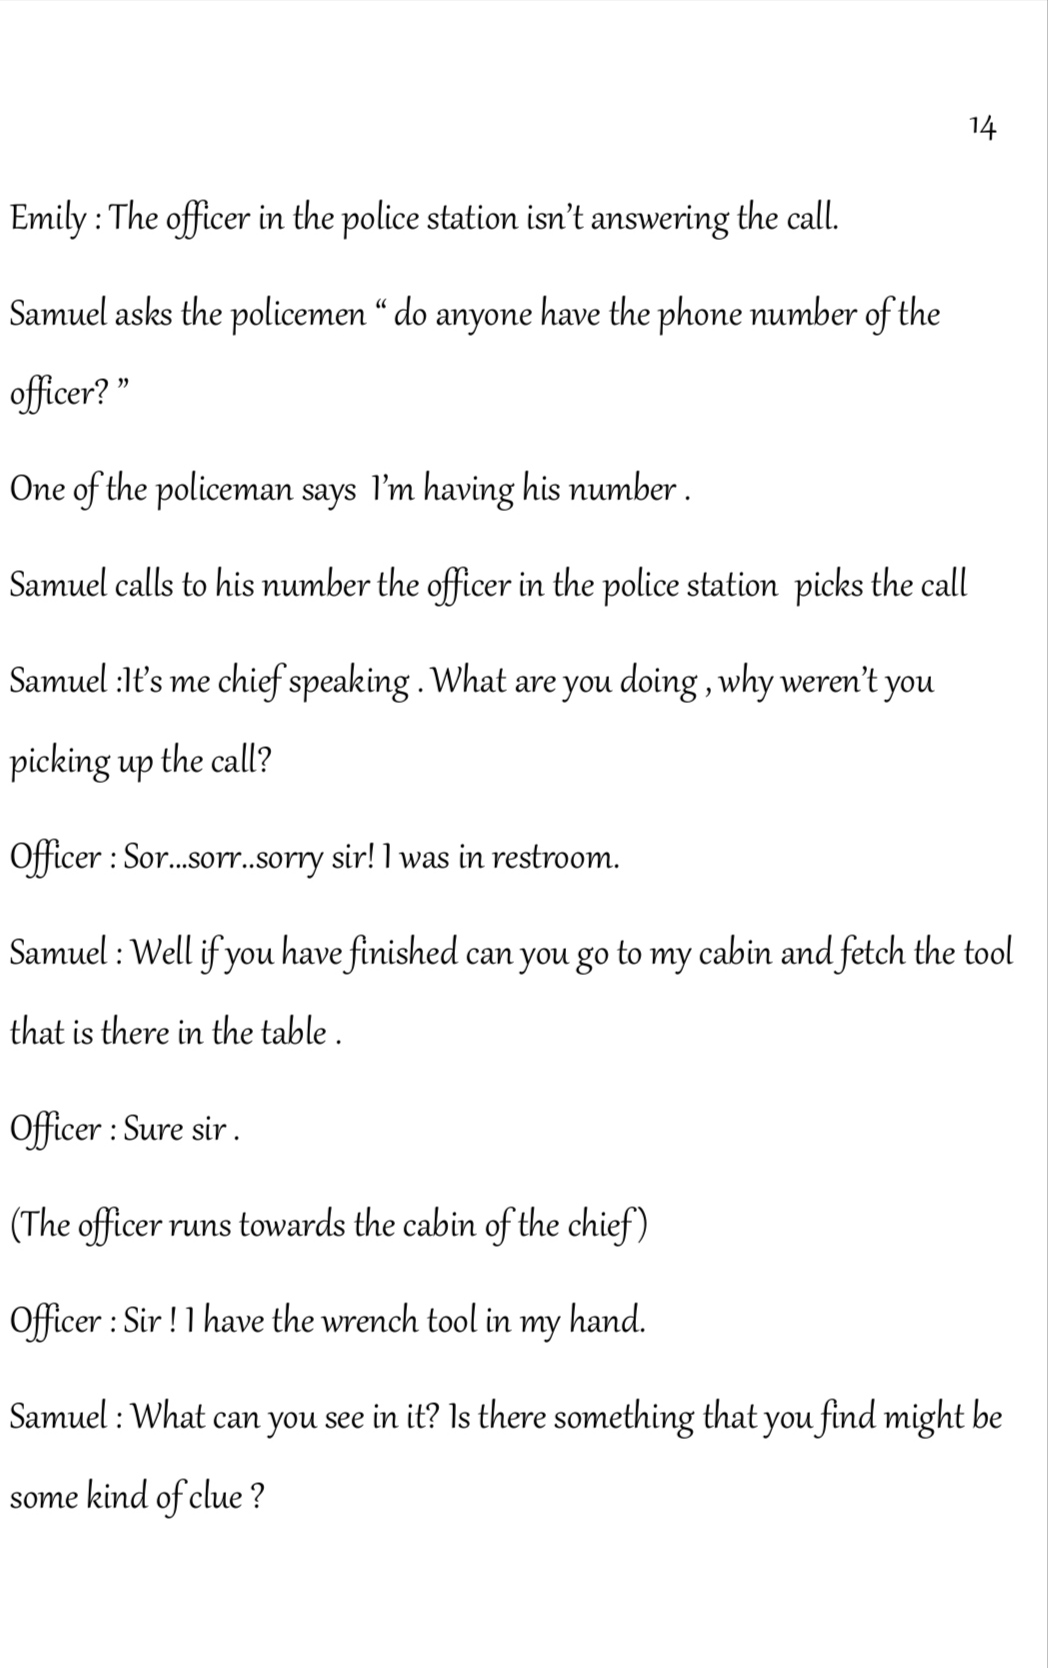 14
Emily : The officer in the police station isn’t answering the call.
Samuel asks the policemen “ do anyone have the phone number of the
officer? ”
One of the policeman says  I’m having his number .
Samuel calls to his number the officer in the police station  picks the call
Samuel :It’s me chief speaking . What are you doing , why weren’t you
picking up the call?
Officer : Sor...sorr..sorry sir! I was in restroom.
Samuel : Well if you have finished can you go to my cabin and fetch the tool
that is there in the table .
Officer : Sure sir .
(The officer runs towards the cabin of the chief)
Officer : Sir ! I have the wrench tool in my hand.
Samuel : What can you see in it? Is there something that you find might be
some kind of clue ?